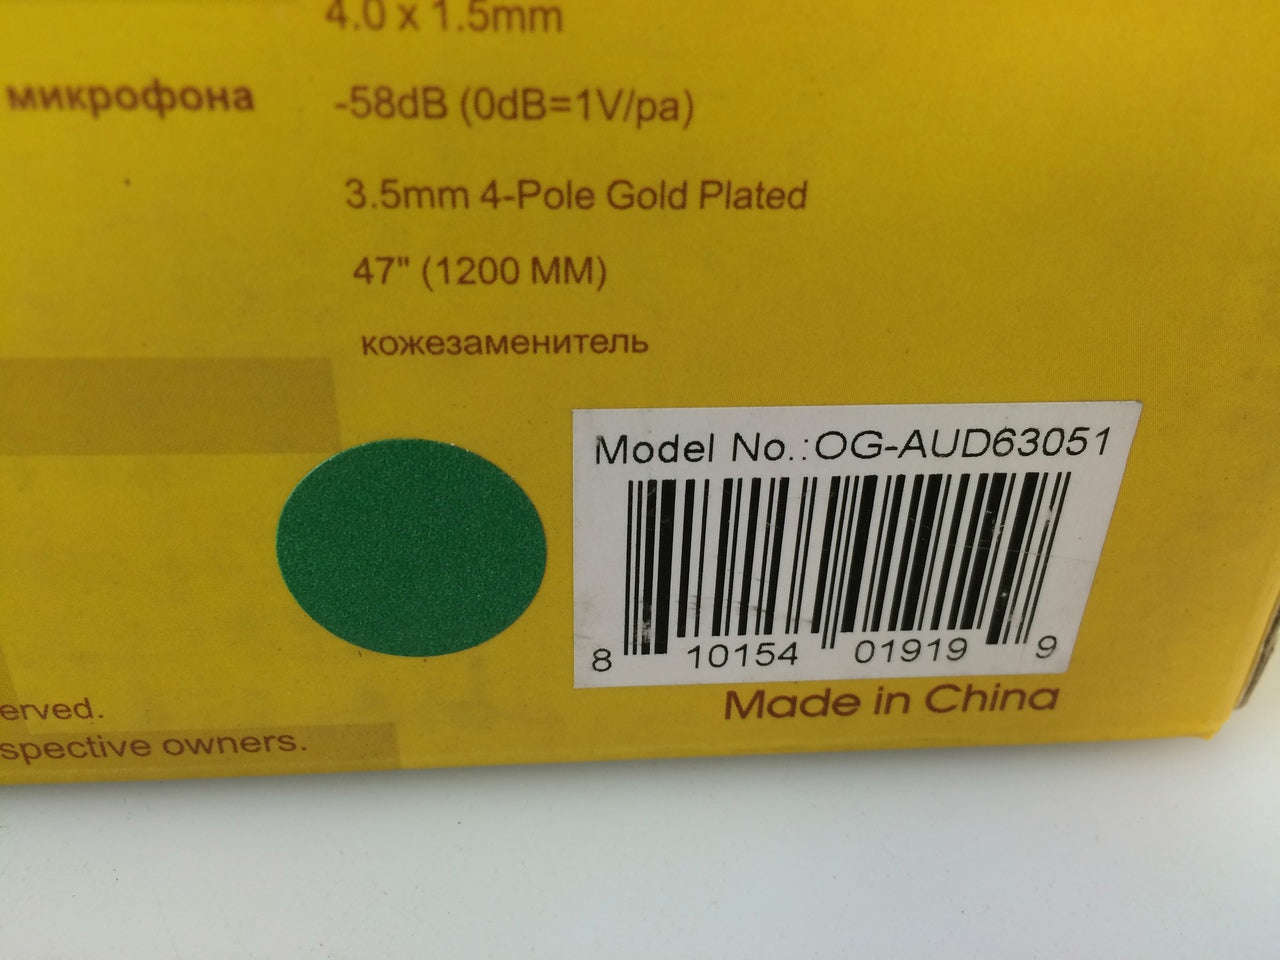 4.0 x 1.5mm
микрофона -58dB (0dB=1V/pa)
3.5mm 4-Pole Gold Plated
47" (1200 MM)
кожезаменитель
Model No.:OG-AUD63051
8 10154 01919 9
Made in China
erved.
spective owners.